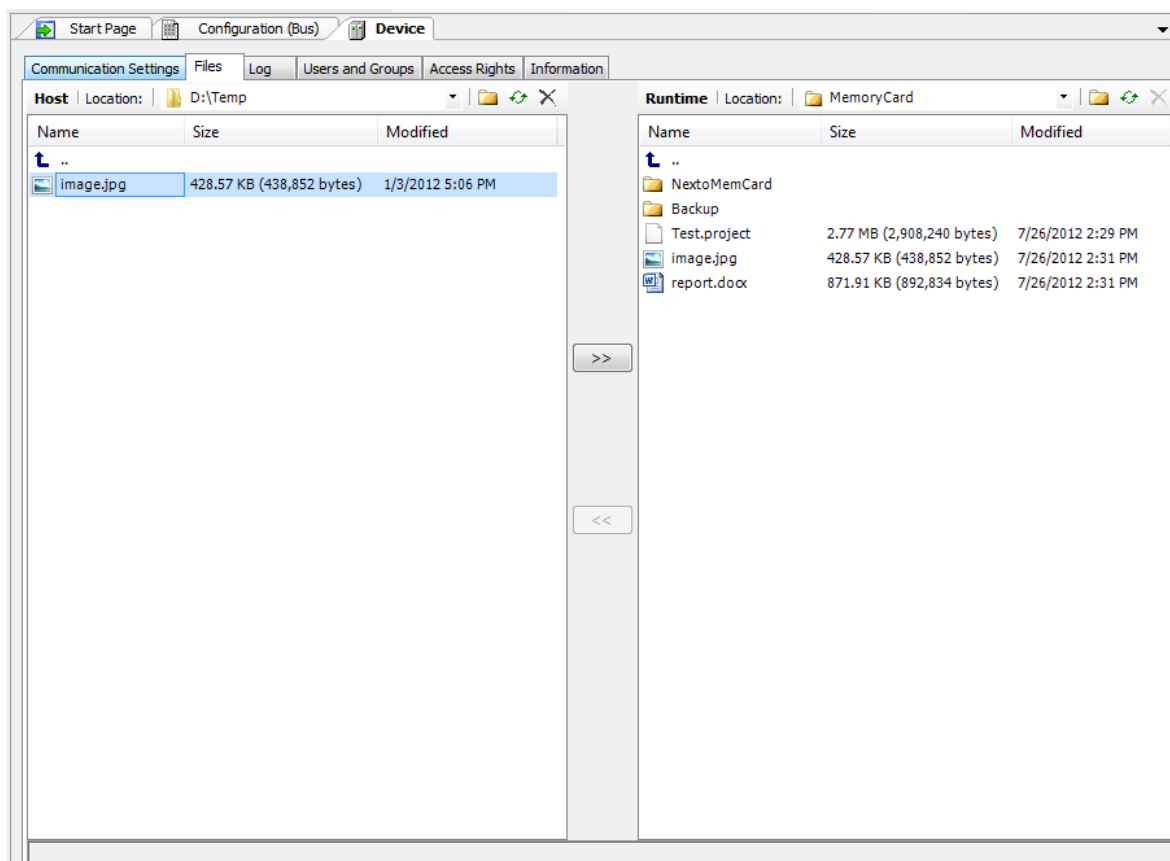 Start Page Configuration (Bus) Device
Communication Settings Files Log Users and Groups Access Rights Information
Host Location: D:\Temp
Name Size Modified
..
image.jpg 428.57 KB (438,852 bytes) 1/3/2012 5:06 PM
>>
<<
Runtime Location: MemoryCard
Name Size Modified
..
NextoMemCard
Backup
Test.project 2.77 MB (2,908,240 bytes) 7/26/2012 2:29 PM
image.jpg 428.57 KB (438,852 bytes) 7/26/2012 2:31 PM
report.docx 871.91 KB (892,834 bytes) 7/26/2012 2:31 PM